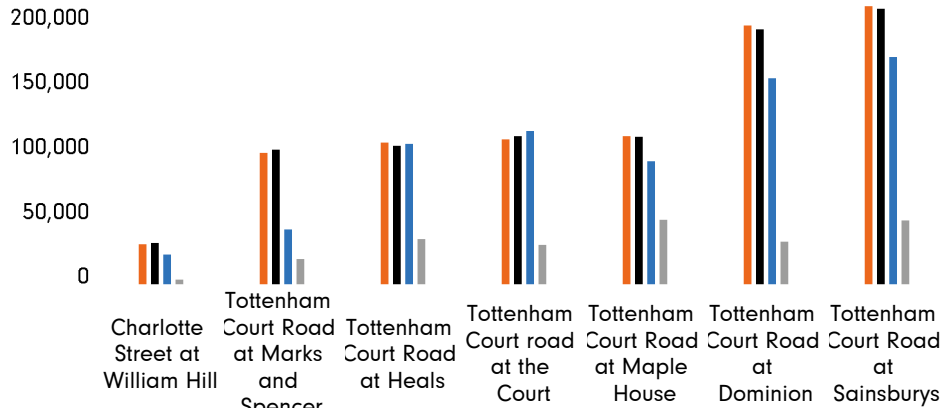 200,000
150,000
100,000
50,000
0
Charlotte
Street at
William Hill
Tottenham
Court Road
at Marks
and
Spencer
Tottenham
Court Road
at Heals
Tottenham
Court road
at the
Court
Tottenham
Court Road
at Maple
House
Tottenham
Court Road
at
Dominion
Tottenham
Court Road
at
Sainsburys